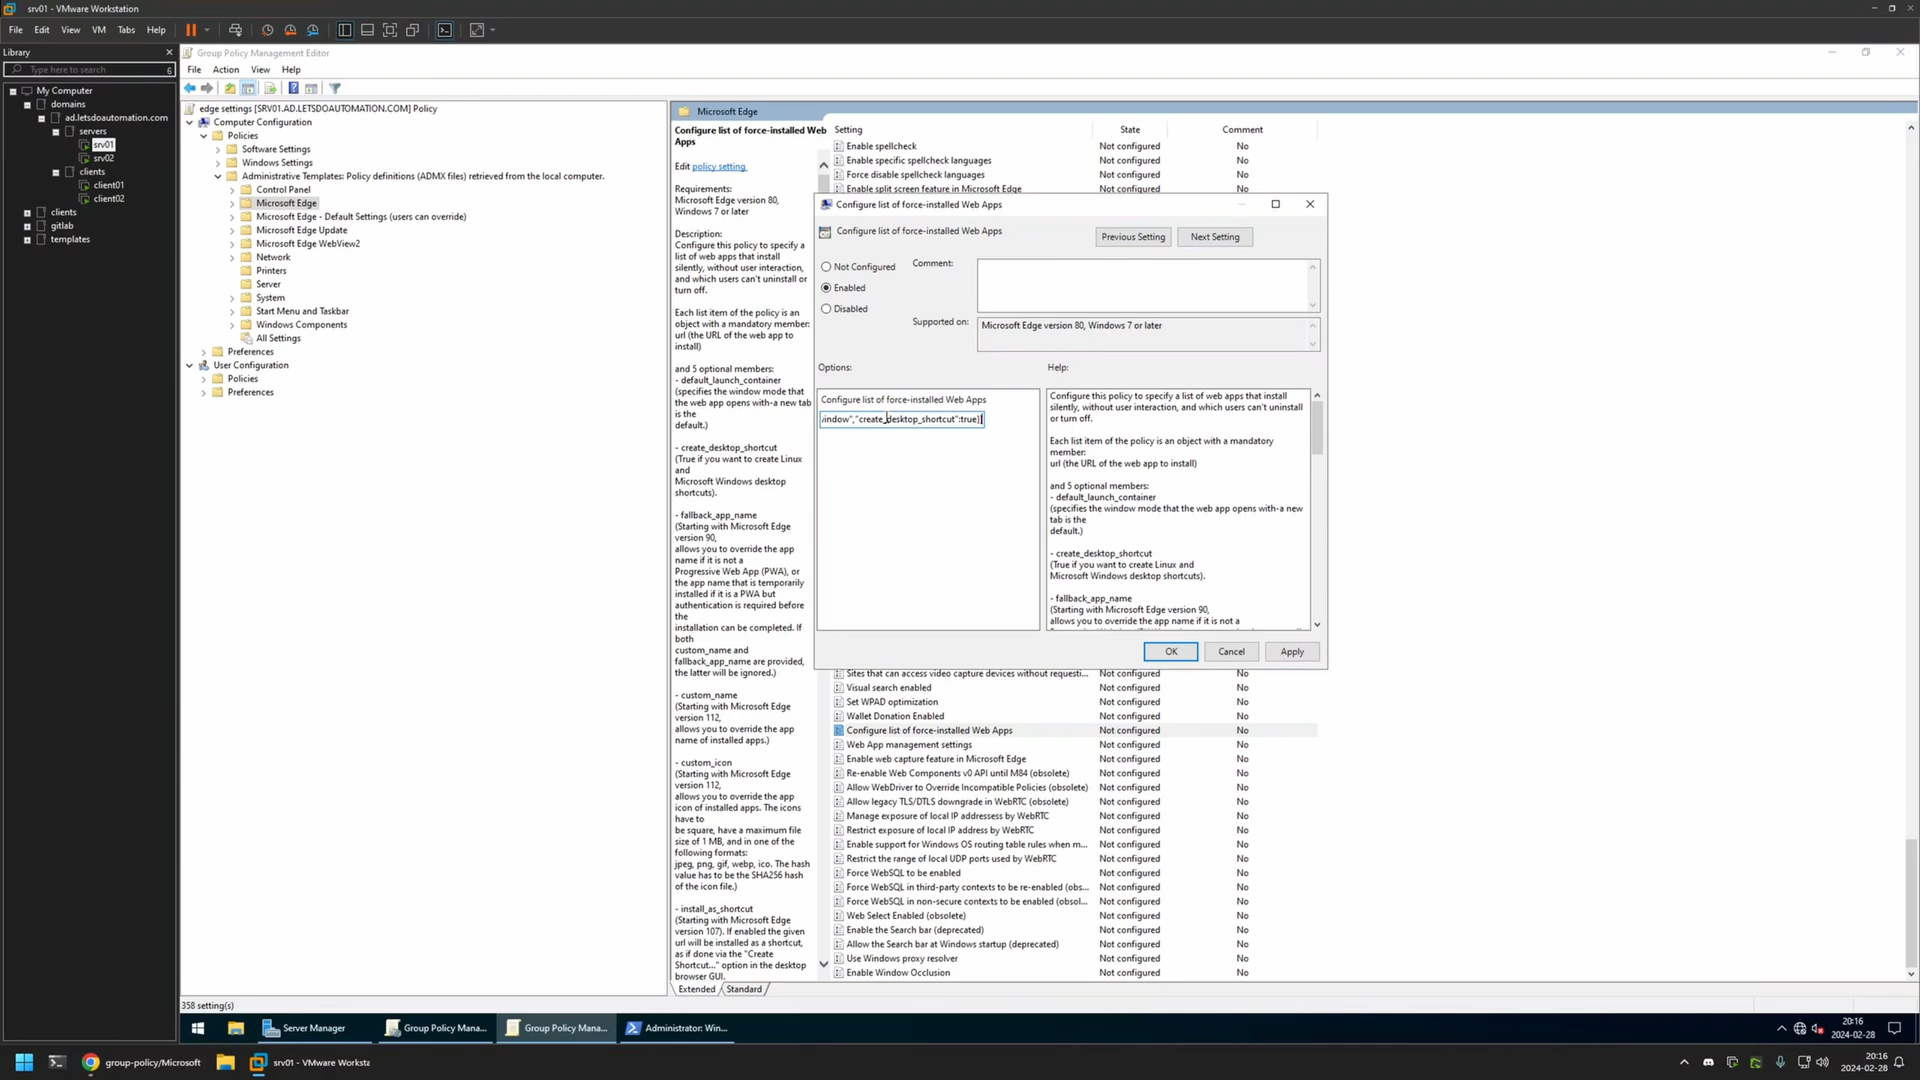 srv01 - VMware Workstation
File Edit View VM Tabs Help
Library
Type here to search
My Computer
domains
ad.letsdoautomation.com
servers
srv01
srv02
clients
client01
client02
clients
gitlab
templates
Group Policy Management Editor
File Action View Help
edge settings [SRV01.AD.LETSDOAUTOMATION.COM] Policy
Computer Configuration
Policies
Software Settings
Windows Settings
Administrative Templates: Policy definitions (ADMX files) retrieved from the local computer.
Control Panel
Microsoft Edge
Microsoft Edge - Default Settings (users can override)
Microsoft Edge Update
Microsoft Edge WebView2
Network
Printers
Server
System
Start Menu and Taskbar
Windows Components
All Settings
Preferences
User Configuration
Policies
Preferences
358 setting(s)
Microsoft Edge
Configure list of force-installed Web
Apps
Edit policy setting
Requirements:
Microsoft Edge version 80,
Windows 7 or later
Description:
Configure this policy to specify a
list of web apps that install
silently, without user interaction,
and which users can't uninstall or
turn off.
Each list item of the policy is an
object with a mandatory member:
url (the URL of the web app to
install)
and 5 optional members:
- default_launch_container
(specifies the window mode that
the web app opens with-a new tab
is the
default.)
- create_desktop_shortcut
(True if you want to create Linux
and
Microsoft Windows desktop
shortcuts).
- fallback_app_name
(Starting with Microsoft Edge
version 90,
allows you to override the app
name if it is not a
Progressive Web App (PWA), or
the app name that is temporarily
installed if it is a PWA but
authentication is required before
the
installation can be completed. If
both
custom_name and
fallback_app_name are provided,
the latter will be ignored.)
- custom_name
(Starting with Microsoft Edge
version 112,
allows you to override the app
name of installed apps.)
- custom_icon
(Starting with Microsoft Edge
version 112,
allows you to override the app
icon of installed apps. The icons
have to
be square, have a maximum file
size of 1 MB, and in one of the
following formats:
jpeg, png, gif, webp, ico. The hash
value has to be the SHA256 hash
of the icon file.)
- install_as_shortcut
(Starting with Microsoft Edge
version 107). If enabled the given
url will be installed as a shortcut,
as if done via the "Create
Shortcut..." option in the desktop
browser GUI.
Extended Standard
Setting State Comment
Enable spellcheck Not configured No
Enable specific spellcheck languages Not configured No
Force disable spellcheck languages Not configured No
Enable split screen feature in Microsoft Edge Not configured No
Configure list of force-installed Web Apps
Configure list of force-installed Web Apps
Previous Setting Next Setting
Not Configured
Enabled
Disabled
Comment:
Supported on:
Microsoft Edge version 80, Windows 7 or later
Options:
Help:
Configure list of force-installed Web Apps
indow","create_desktop_shortcut":true}]
Configure this policy to specify a list of web apps that install
silently, without user interaction, and which users can't uninstall
or turn off.
Each list item of the policy is an object with a mandatory
member:
url (the URL of the web app to install)
and 5 optional members:
- default_launch_container
(specifies the window mode that the web app opens with-a new
tab is the
default.)
- create_desktop_shortcut
(True if you want to create Linux and
Microsoft Windows desktop shortcuts).
- fallback_app_name
(Starting with Microsoft Edge version 90,
allows you to override the app name if it is not a
OK Cancel Apply
Sites that can access video capture devices without requesti... Not configured No
Visual search enabled Not configured No
Set WPAD optimization Not configured No
Wallet Donation Enabled Not configured No
Configure list of force-installed Web Apps Not configured No
Web App management settings Not configured No
Enable web capture feature in Microsoft Edge Not configured No
Re-enable Web Components v0 API until M84 (obsolete) Not configured No
Allow WebDriver to Override Incompatible Policies (obsolete) Not configured No
Allow legacy TLS/DTLS downgrade in WebRTC (obsolete) Not configured No
Manage exposure of local IP addressess by WebRTC Not configured No
Restrict exposure of local IP address by WebRTC Not configured No
Enable support for Windows OS routing table rules when m... Not configured No
Restrict the range of local UDP ports used by WebRTC Not configured No
Force WebSQL to be enabled Not configured No
Force WebSQL in third-party contexts to be re-enabled (obs... Not configured No
Force WebSQL in non-secure contexts to be enabled (obsol... Not configured No
Web Select Enabled (obsolete) Not configured No
Enable the Search bar (deprecated) Not configured No
Allow the Search bar at Windows startup (deprecated) Not configured No
Use Windows proxy resolver Not configured No
Enable Window Occlusion Not configured No
Server Manager Group Policy Mana... Group Policy Mana... Administrator: Win...
20:16
2024-02-28
group-policy/Microsoft srv01 - VMware Worksta
20:16
2024-02-28